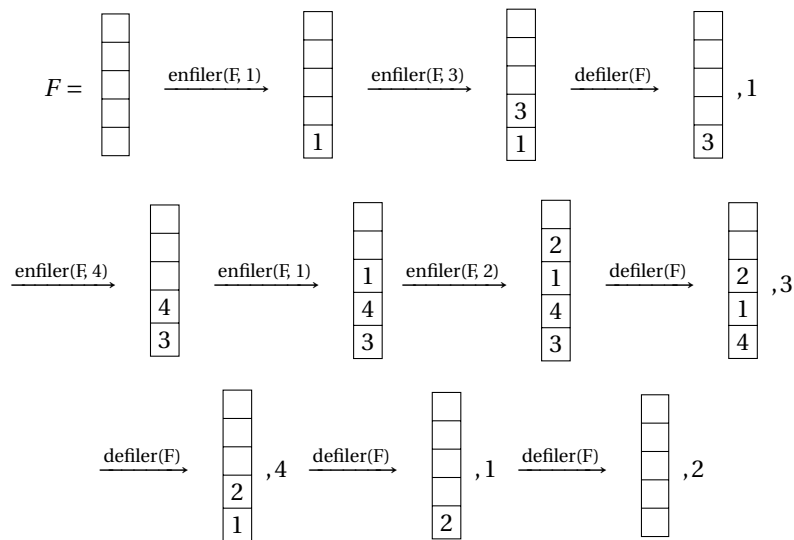 F = enfiler(F, 1) 1 enfiler(F, 3) 3 1 defiler(F) 3 , 1
enfiler(F, 4) 4 3 enfiler(F, 1) 1 4 3 enfiler(F, 2) 2 1 4 3 defiler(F) 2 1 4 , 3
defiler(F) 2 1 , 4 defiler(F) 2 , 1 defiler(F) , 2